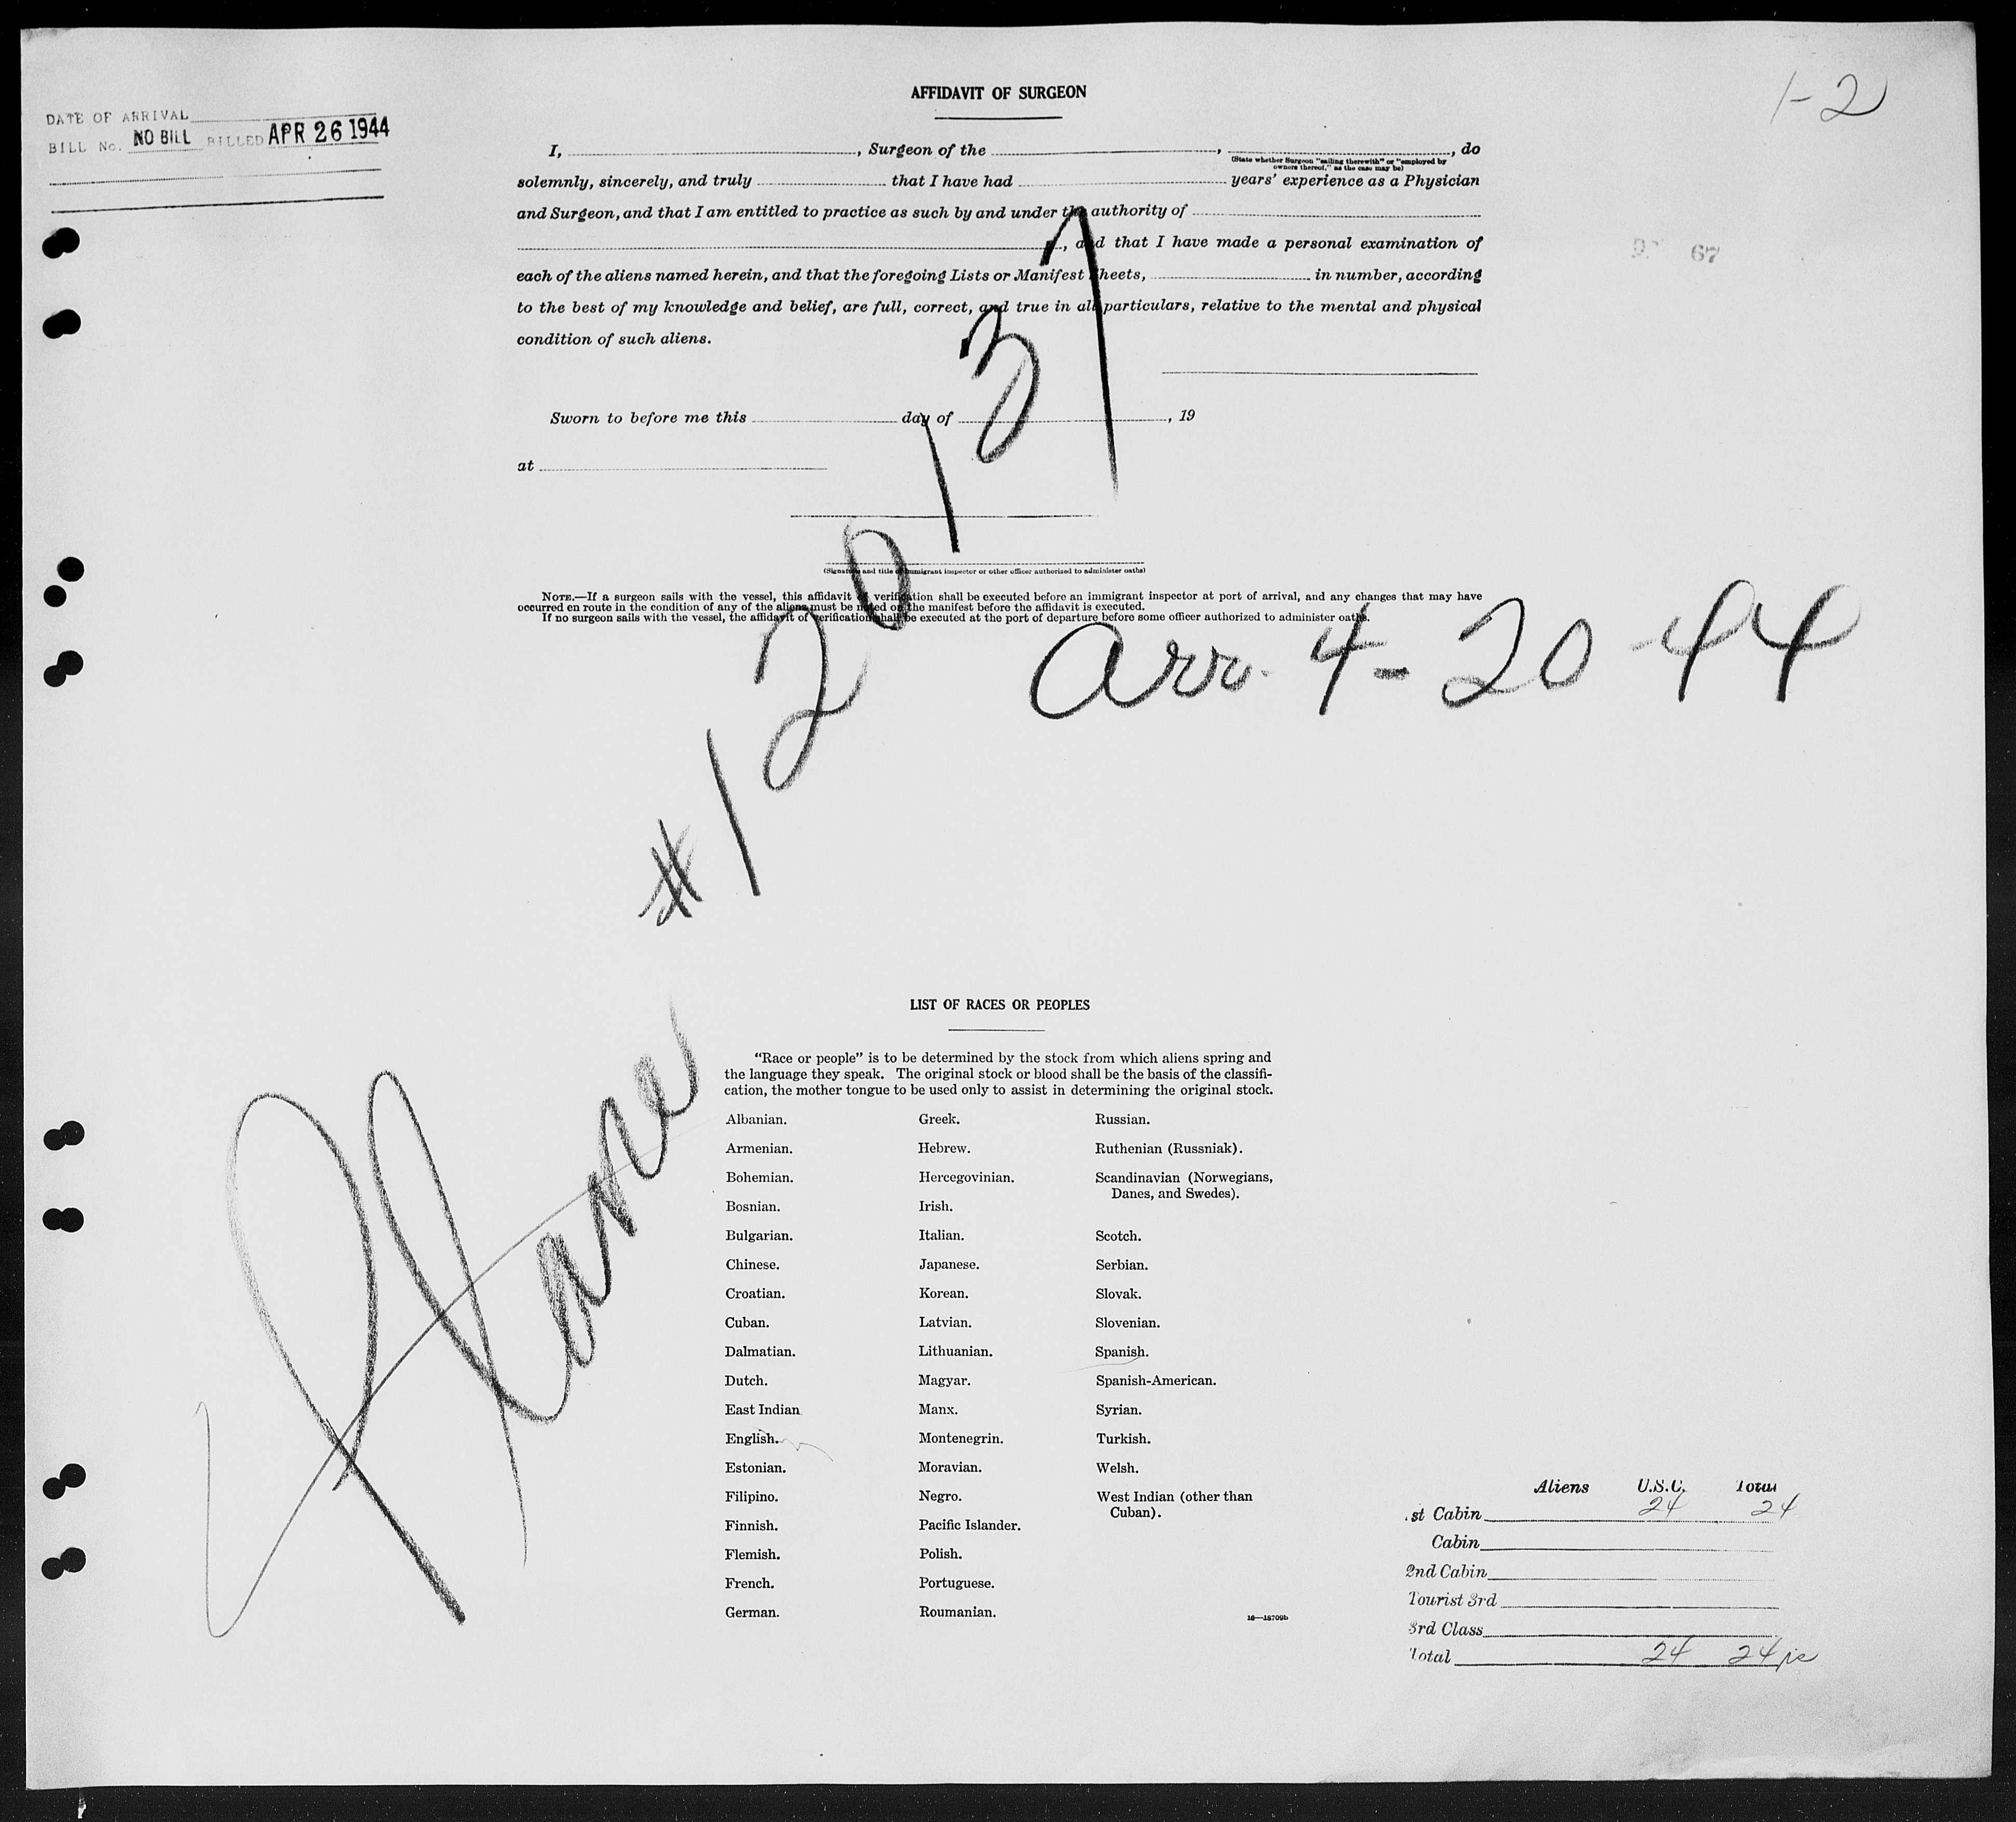 1-2
DATE OF ARRIVAL
BILL No. NO BILL BILLED APR 26 1944
AFFIDAVIT OF SURGEON
I, , Surgeon of the , , do
(State whether Surgeon "sailing therewith" or "employed by
owners thereof," as the case may be)
solemnly, sincerely, and truly that I have had years' experience as a Physician
and Surgeon, and that I am entitled to practice as such by and under the authority of
, and that I have made a personal examination of
67
each of the aliens named herein, and that the foregoing Lists or Manifest Sheets, in number, according
to the best of my knowledge and belief, are full, correct, and true in all particulars, relative to the mental and physical
condition of such aliens.
Sworn to before me this day of , 19
at
(Signature and title of immigrant inspector or other officer authorized to administer oaths)
NOTE.—If a surgeon sails with the vessel, this affidavit of verification shall be executed before an immigrant inspector at port of arrival, and any changes that may have
occurred en route in the condition of any of the aliens must be noted on the manifest before the affidavit is executed.
If no surgeon sails with the vessel, the affidavit of verification shall be executed at the port of departure before some officer authorized to administer oaths.
Plane #120137
Arr. 4-20-44
LIST OF RACES OR PEOPLES
"Race or people" is to be determined by the stock from which aliens spring and
the language they speak. The original stock or blood shall be the basis of the classifi-
cation, the mother tongue to be used only to assist in determining the original stock.
Albanian. Greek. Russian.
Armenian. Hebrew. Ruthenian (Russniak).
Bohemian. Hercegovinian. Scandinavian (Norwegians,
Danes, and Swedes).
Bosnian. Irish.
Bulgarian. Italian. Scotch.
Chinese. Japanese. Serbian.
Croatian. Korean. Slovak.
Cuban. Latvian. Slovenian.
Dalmatian. Lithuanian. Spanish.
Dutch. Magyar. Spanish-American.
East Indian Manx. Syrian.
English. Montenegrin. Turkish.
Estonian. Moravian. Welsh.
Filipino. Negro. West Indian (other than
Cuban).
Finnish. Pacific Islander.
Flemish. Polish.
French. Portuguese.
German. Roumanian.
16—18709b
Aliens U.S.C. Total
1st Cabin 24 24
Cabin
2nd Cabin
Tourist 3rd
3rd Class
Total 24 24